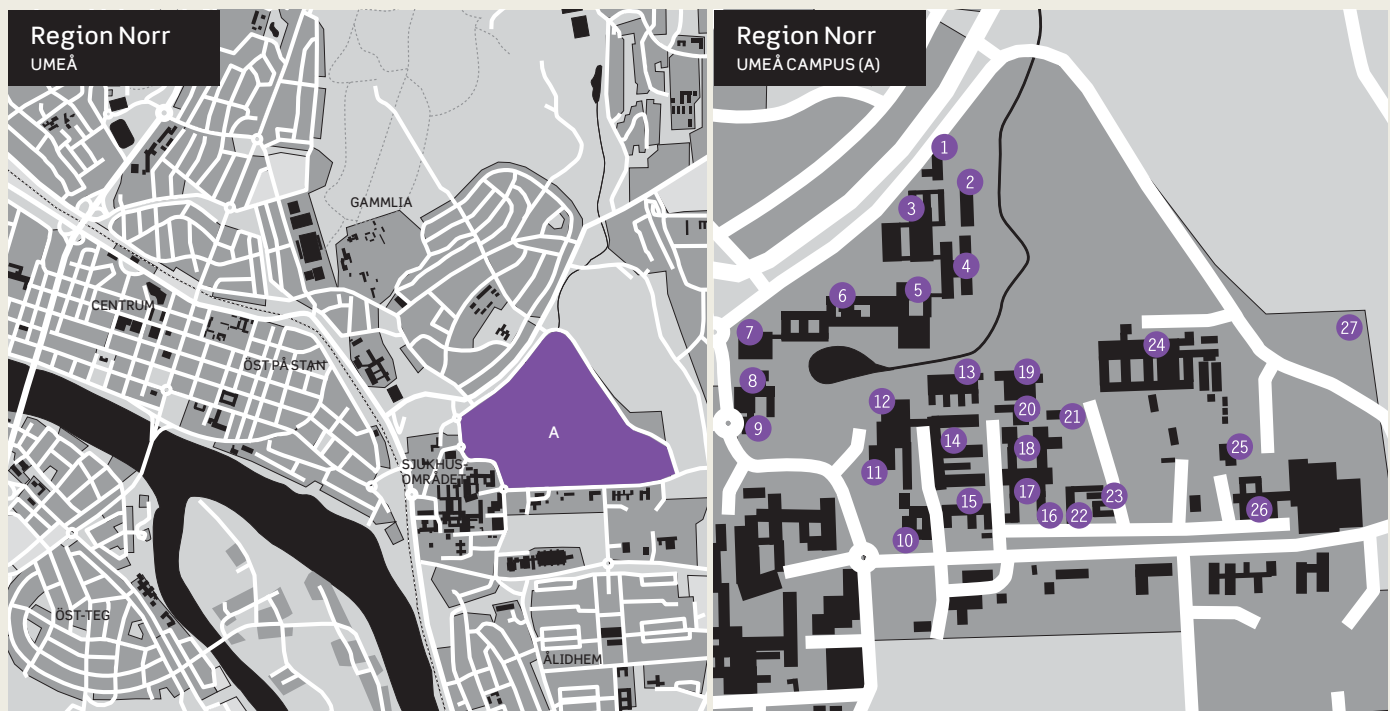 Region Norr
UMEÅ
GAMMLIA
CENTRUM
ÖST PÅ STAN
A
SJUKHUS-
OMRÅDET
ÖST-TEG
ÅLIDHEM
Region Norr
UMEÅ CAMPUS (A)
1
2
3
4
5
6
7
8
9
10
11
12
13
14
15
16
17
18
19
20
21
22
23
24
25
26
27